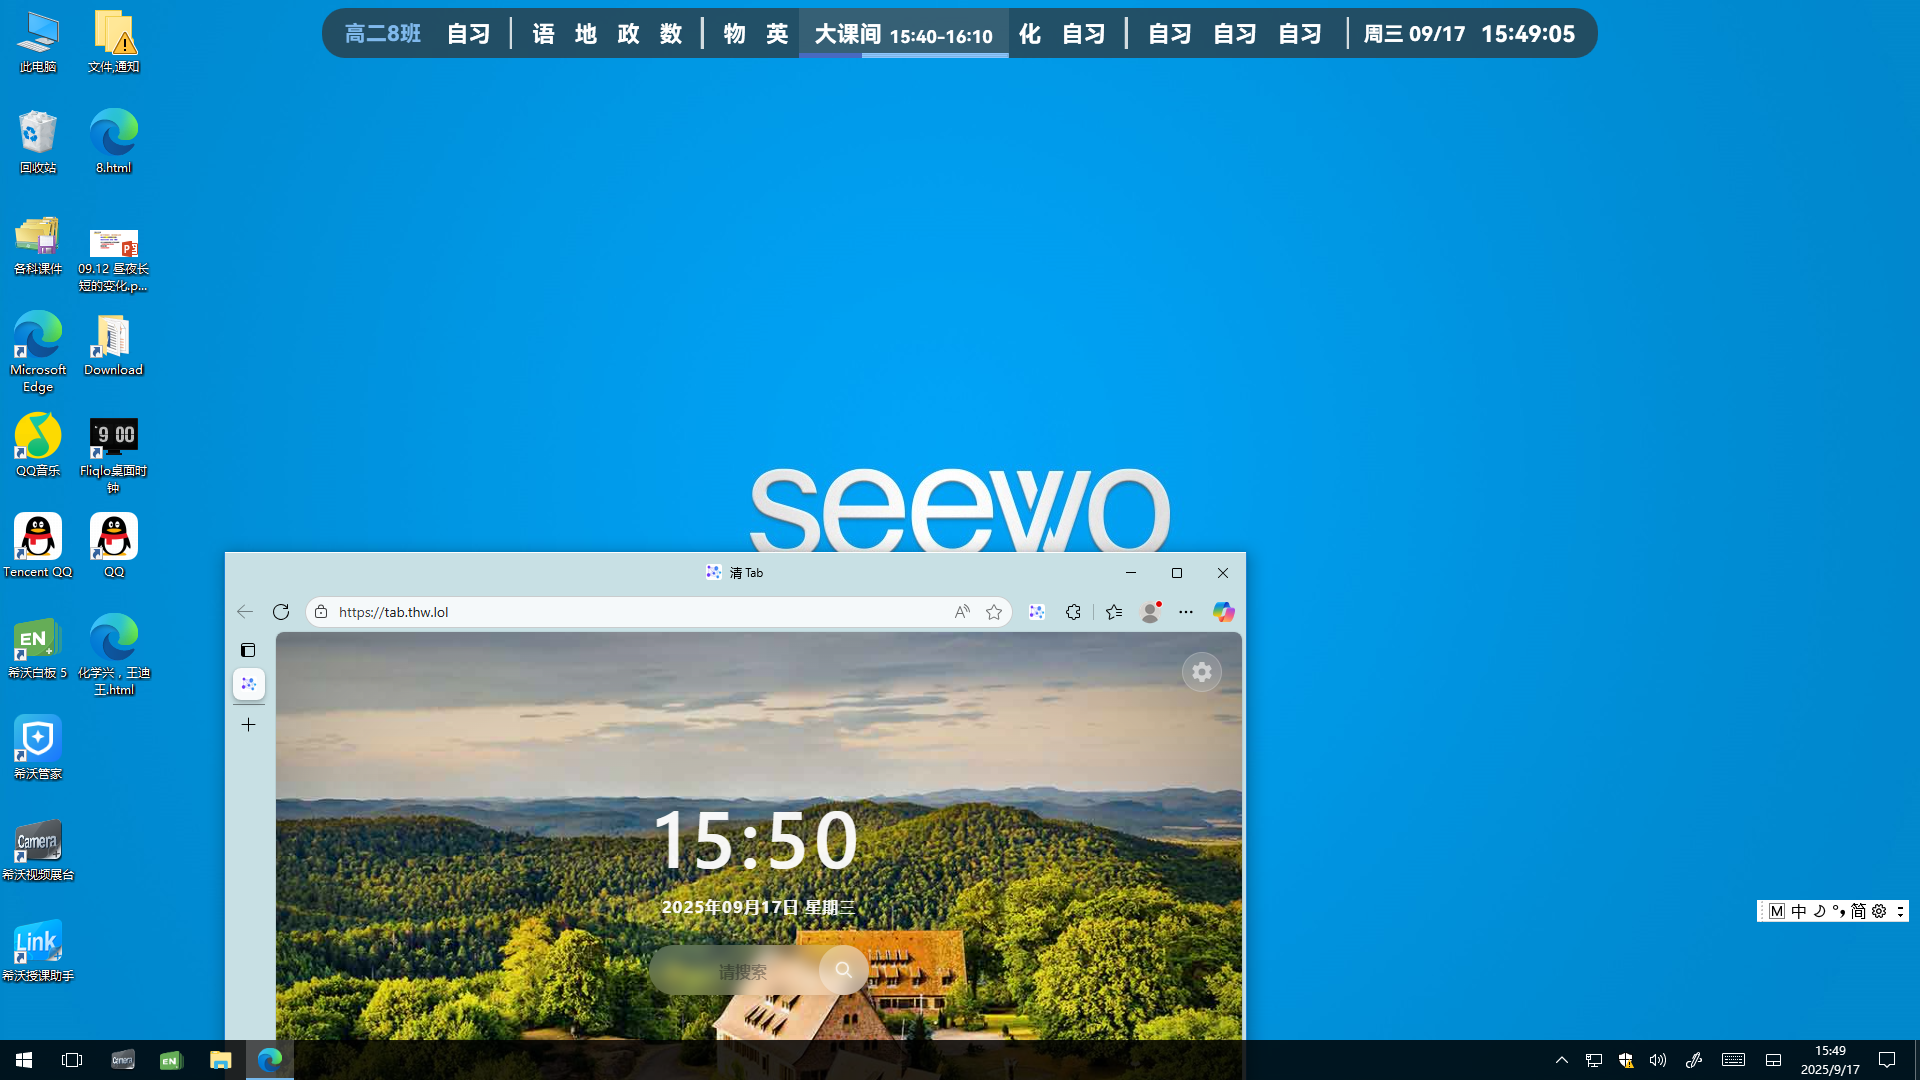 高二8班 自习 | 语 地 政 数 | 物 英 大课间 15:40-16:10 化 自习 | 自习 自习 自习 | 周三 09/17 15:49:05
此电脑
文件,通知
回收站
8.html
各科课件
09.12 昼夜长
短的变化.p...
Microsoft
Edge
Download
QQ音乐
9 00
Fliqlo桌面时
钟
Tencent QQ
QQ
EN
希沃白板 5
化学兴，王迪
王.html
希沃管家
Camera
希沃视频展台
Link
希沃授课助手
seewo
清 Tab
https://tab.thw.lol
15:50
2025年09月17日 星期三
请搜索
M 中 简
Camera
EN
15:49
2025/9/17